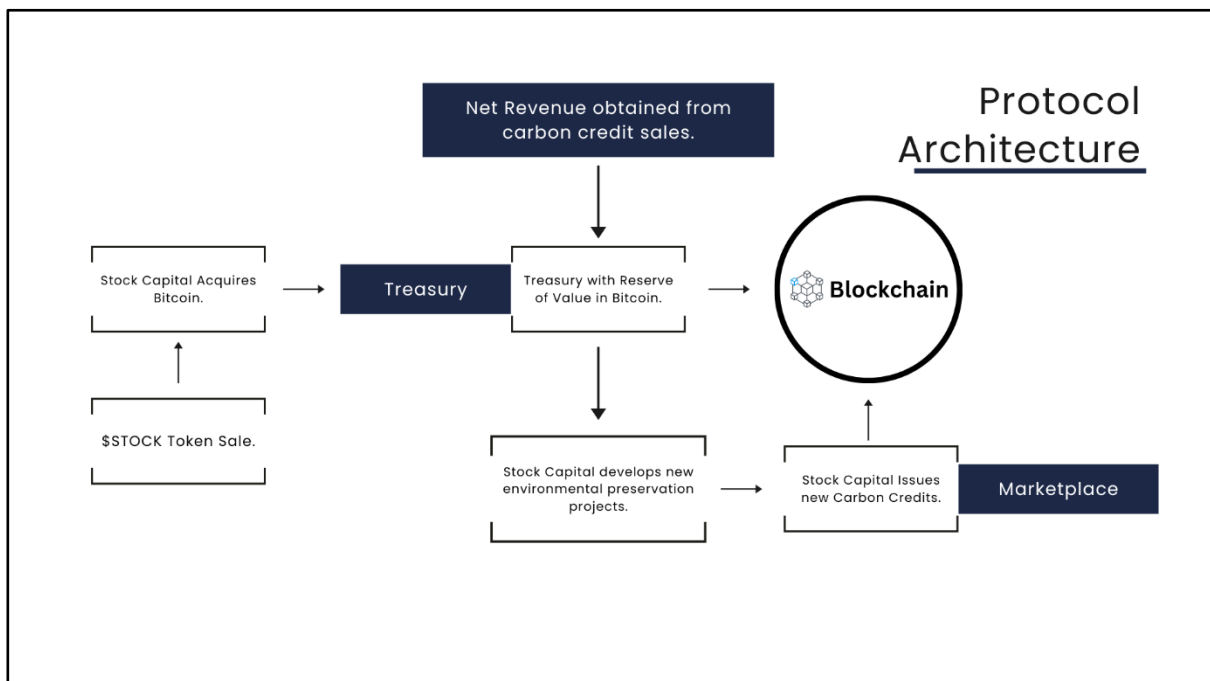 Protocol
Architecture
Net Revenue obtained from
carbon credit sales.
Stock Capital Acquires
Bitcoin.
Treasury
Treasury with Reserve
of Value in Bitcoin.
Blockchain
$STOCK Token Sale.
Stock Capital develops new
environmental preservation
projects.
Stock Capital Issues
new Carbon Credits.
Marketplace